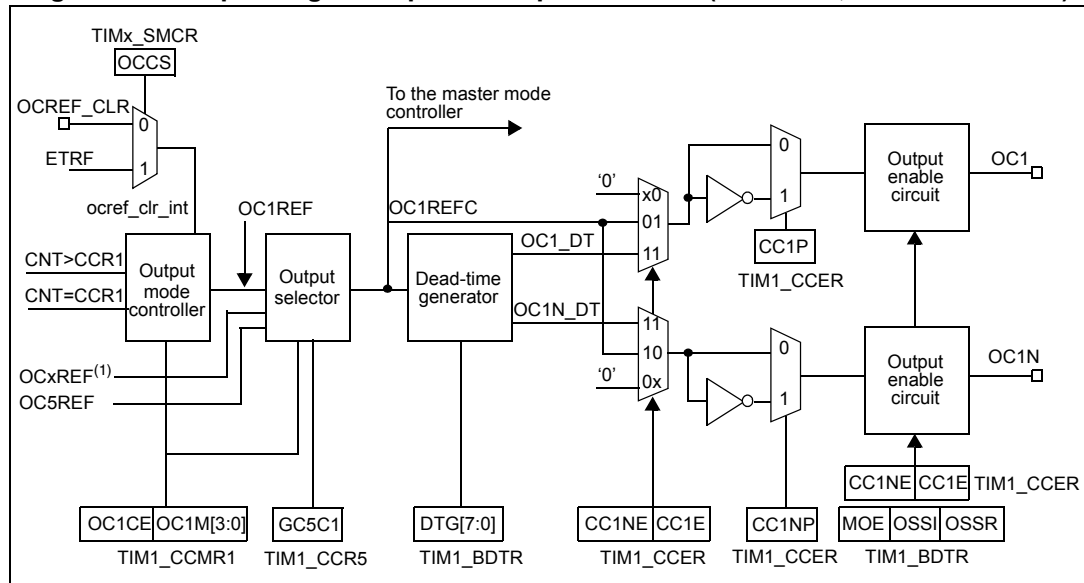 TIMx_SMCR
OCCS
OCREF_CLR
0
ETRF
1
ocref_clr_int
To the master mode
controller
OC1REF
OC1REFC
CNT>CCR1
CNT=CCR1
Output
mode
controller
Output
selector
Dead-time
generator
OC1_DT
OC1N_DT
OCxREF(1)
OC5REF
‘0’
x0
01
11
11
10
‘0’
0x
0
1
CC1P
TIM1_CCER
Output
enable
circuit
OC1
0
1
Output
enable
circuit
OC1N
CC1NE CC1E TIM1_CCER
OC1CE OC1M[3:0]
TIM1_CCMR1
GC5C1
TIM1_CCR5
DTG[7:0]
TIM1_BDTR
CC1NE CC1E
TIM1_CCER
CC1NP
TIM1_CCER
MOE OSSI OSSR
TIM1_BDTR